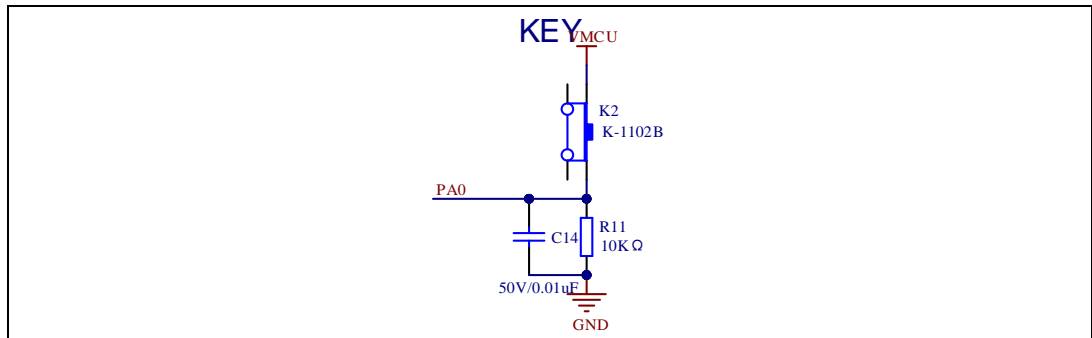 KEY
VMCU
K2
K-1102B
PA0
C14
R11
10KΩ
50V/0.01uF
GND